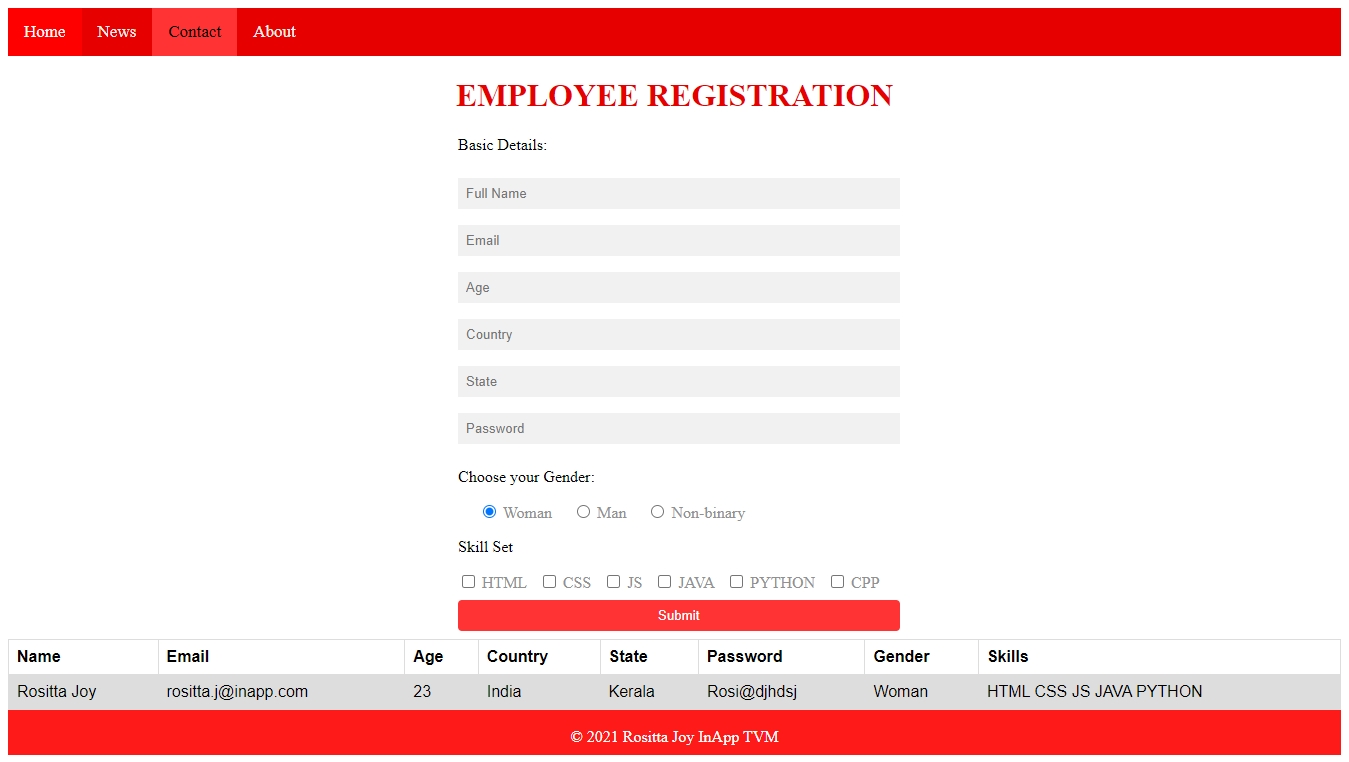 Home News Contact About
EMPLOYEE REGISTRATION
Basic Details:
Full Name
Email
Age
Country
State
Password
Choose your Gender:
Woman Man Non-binary
Skill Set
HTML CSS JS JAVA PYTHON CPP
Submit
Name Email Age Country State Password Gender Skills
Rositta Joy rositta.j@inapp.com 23 India Kerala Rosi@djhdsj Woman HTML CSS JS JAVA PYTHON
© 2021 Rositta Joy InApp TVM